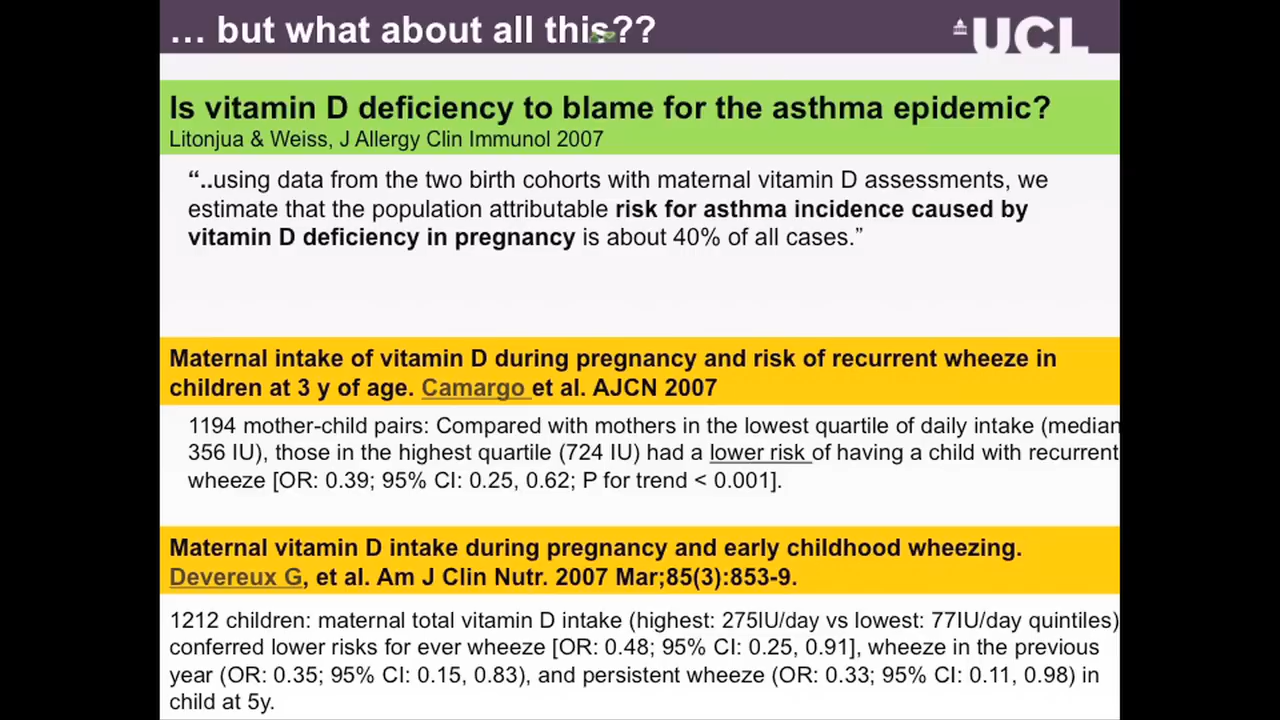 … but what about all this??
UCL
Is vitamin D deficiency to blame for the asthma epidemic?
Litonjua & Weiss, J Allergy Clin Immunol 2007
“..using data from the two birth cohorts with maternal vitamin D assessments, we
estimate that the population attributable risk for asthma incidence caused by
vitamin D deficiency in pregnancy is about 40% of all cases.”
Maternal intake of vitamin D during pregnancy and risk of recurrent wheeze in
children at 3 y of age. Camargo et al. AJCN 2007
1194 mother-child pairs: Compared with mothers in the lowest quartile of daily intake (median
356 IU), those in the highest quartile (724 IU) had a lower risk of having a child with recurrent
wheeze [OR: 0.39; 95% CI: 0.25, 0.62; P for trend < 0.001].
Maternal vitamin D intake during pregnancy and early childhood wheezing.
Devereux G, et al. Am J Clin Nutr. 2007 Mar;85(3):853-9.
1212 children: maternal total vitamin D intake (highest: 275IU/day vs lowest: 77IU/day quintiles)
conferred lower risks for ever wheeze [OR: 0.48; 95% CI: 0.25, 0.91], wheeze in the previous
year (OR: 0.35; 95% CI: 0.15, 0.83), and persistent wheeze (OR: 0.33; 95% CI: 0.11, 0.98) in
child at 5y.